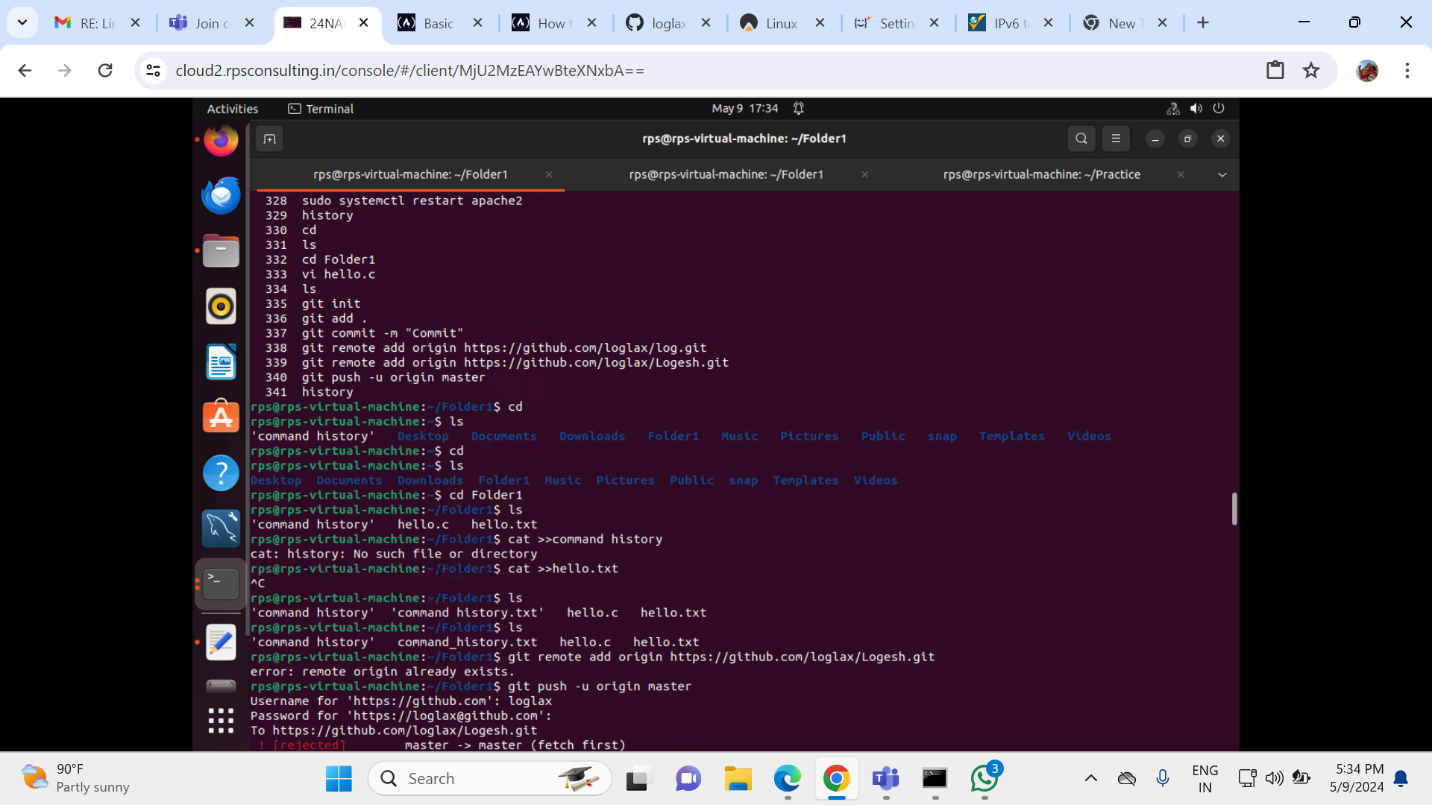 RE: Lin
Join c
24NA
Basic
How t
loglax
Linux
Settin
IPv6 t
New T
cloud2.rpsconsulting.in/console/#/client/MjU2MzEAYwBteXNxbA==
Activities Terminal May 9 17:34
rps@rps-virtual-machine: ~/Folder1
rps@rps-virtual-machine: ~/Folder1 rps@rps-virtual-machine: ~/Folder1 rps@rps-virtual-machine: ~/Practice
328 sudo systemctl restart apache2
329 history
330 cd
331 ls
332 cd Folder1
333 vi hello.c
334 ls
335 git init
336 git add .
337 git commit -m "Commit"
338 git remote add origin https://github.com/loglax/log.git
339 git remote add origin https://github.com/loglax/Logesh.git
340 git push -u origin master
341 history
rps@rps-virtual-machine:~/Folder1$ cd
rps@rps-virtual-machine:~$ ls
'command history' Desktop Documents Downloads Folder1 Music Pictures Public snap Templates Videos
rps@rps-virtual-machine:~$ cd
rps@rps-virtual-machine:~$ ls
Desktop Documents Downloads Folder1 Music Pictures Public snap Templates Videos
rps@rps-virtual-machine:~$ cd Folder1
rps@rps-virtual-machine:~/Folder1$ ls
'command history' hello.c hello.txt
rps@rps-virtual-machine:~/Folder1$ cat >>command history
cat: history: No such file or directory
rps@rps-virtual-machine:~/Folder1$ cat >>hello.txt
^C
rps@rps-virtual-machine:~/Folder1$ ls
'command history' 'command history.txt' hello.c hello.txt
rps@rps-virtual-machine:~/Folder1$ ls
'command history' command_history.txt hello.c hello.txt
rps@rps-virtual-machine:~/Folder1$ git remote add origin https://github.com/loglax/Logesh.git
error: remote origin already exists.
rps@rps-virtual-machine:~/Folder1$ git push -u origin master
Username for 'https://github.com': loglax
Password for 'https://loglax@github.com':
To https://github.com/loglax/Logesh.git
! [rejected] master -> master (fetch first)
90°F
Partly sunny
Search
3
ENG
IN
5:34 PM
5/9/2024